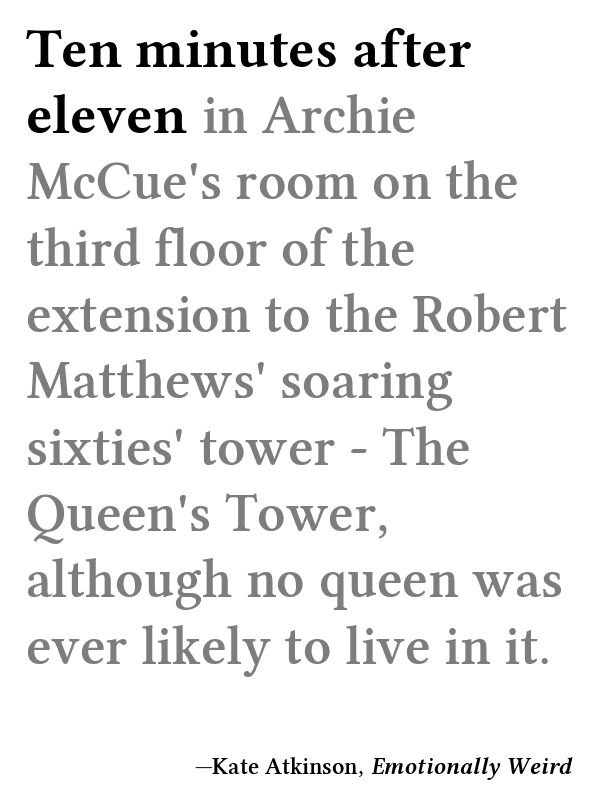 Ten minutes after
eleven in Archie
McCue's room on the
third floor of the
extension to the Robert
Matthews' soaring
sixties' tower - The
Queen's Tower,
although no queen was
ever likely to live in it.
—Kate Atkinson, Emotionally Weird